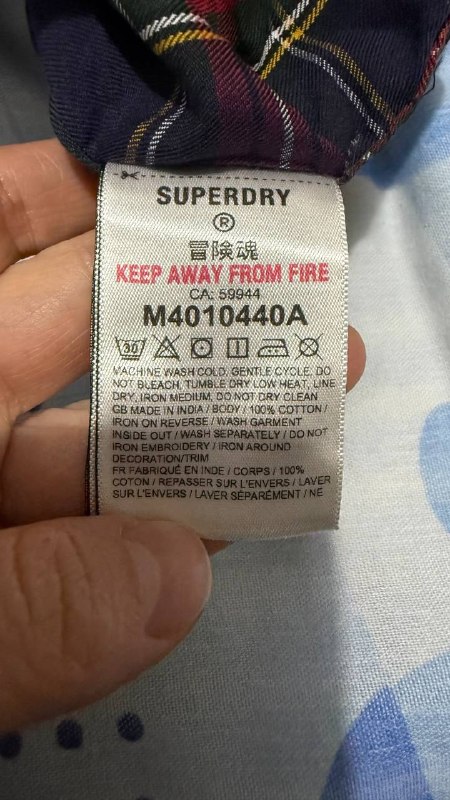 SUPERDRY
®
冒険魂
KEEP AWAY FROM FIRE
CA: 59944
M4010440A
30
MACHINE WASH COLD, GENTLE CYCLE, DO
NOT BLEACH, TUMBLE DRY LOW HEAT, LINE
DRY, IRON MEDIUM, DO NOT DRY CLEAN
GB MADE IN INDIA / BODY / 100% COTTON /
IRON ON REVERSE / WASH GARMENT
INSIDE OUT / WASH SEPARATELY / DO NOT
IRON EMBROIDERY / IRON AROUND
DECORATION/TRIM
FR FABRIQUÉ EN INDE / CORPS / 100%
COTON / REPASSER SUR L'ENVERS / LAVER
SUR L'ENVERS / LAVER SÉPARÉMENT / NE